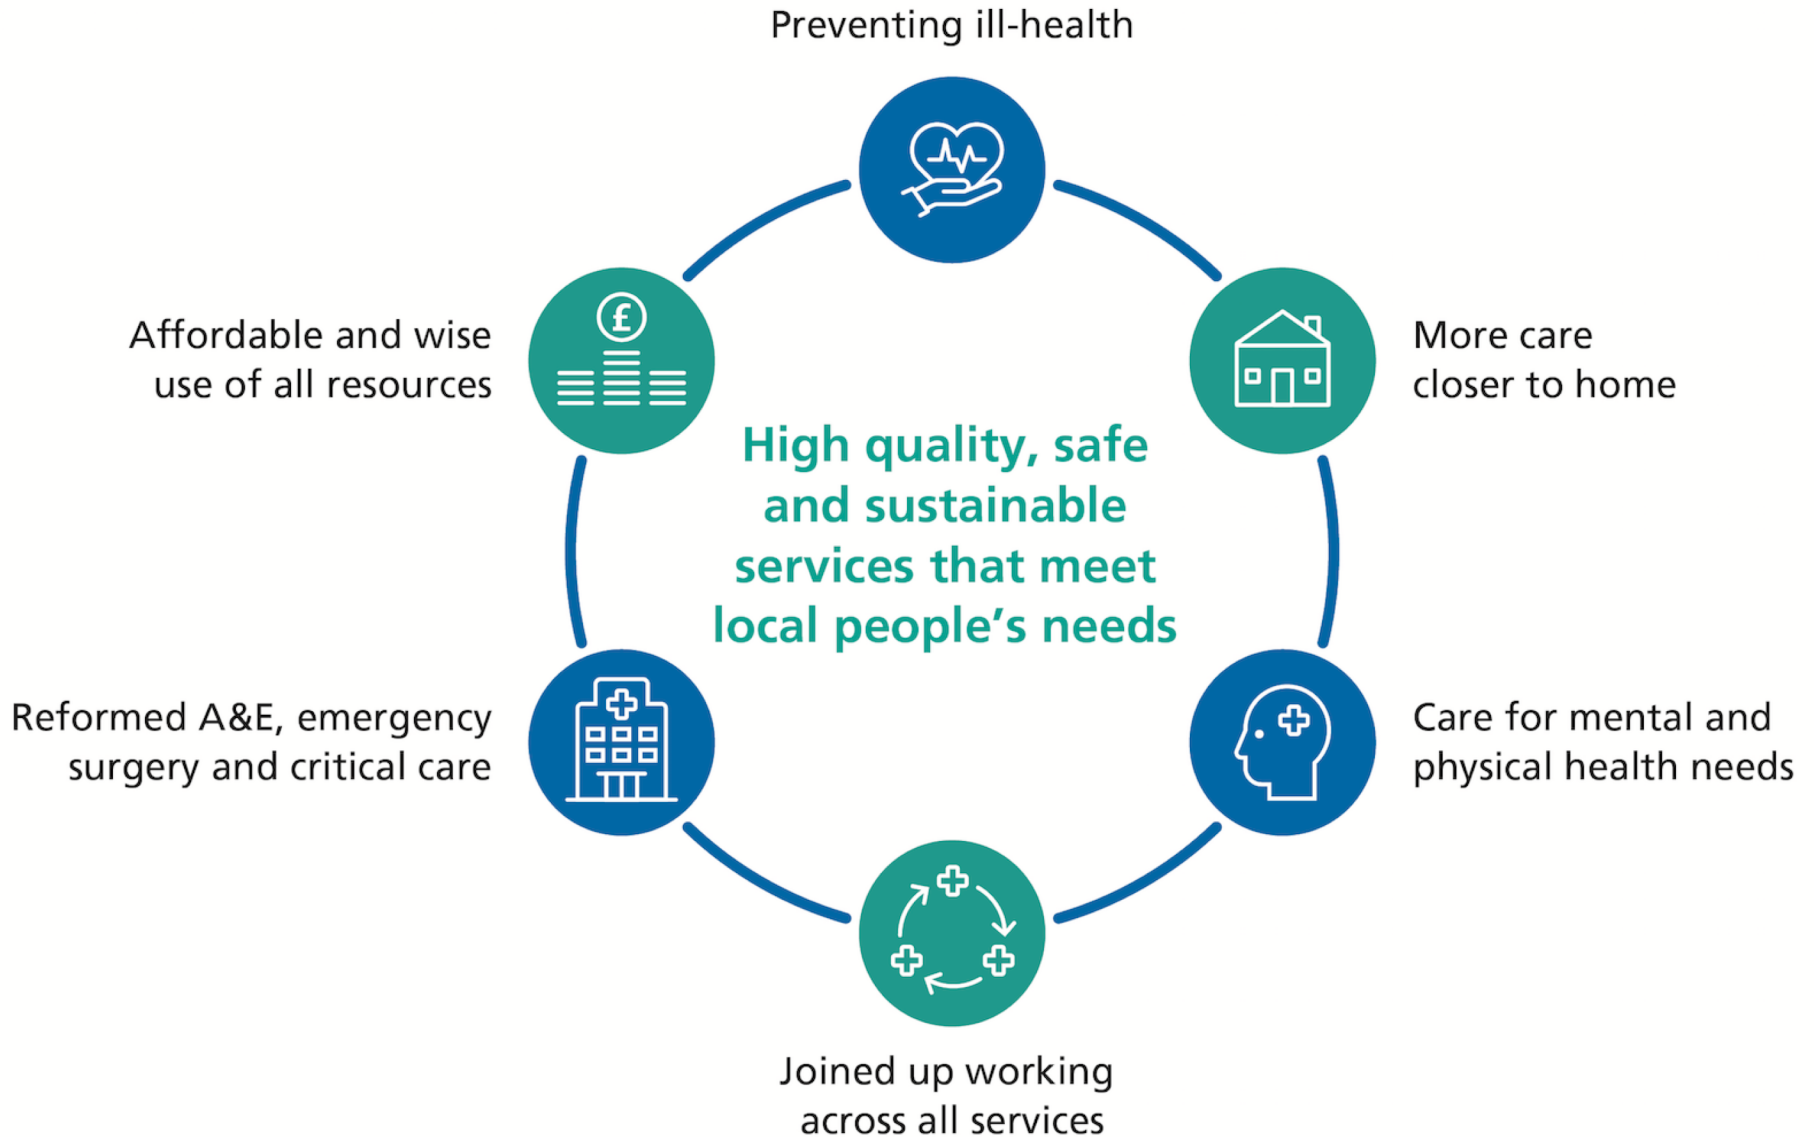 Preventing ill-health
£
Affordable and wise
use of all resources
More care
closer to home
High quality, safe
and sustainable
services that meet
local people’s needs
Reformed A&E, emergency
surgery and critical care
Care for mental and
physical health needs
Joined up working
across all services